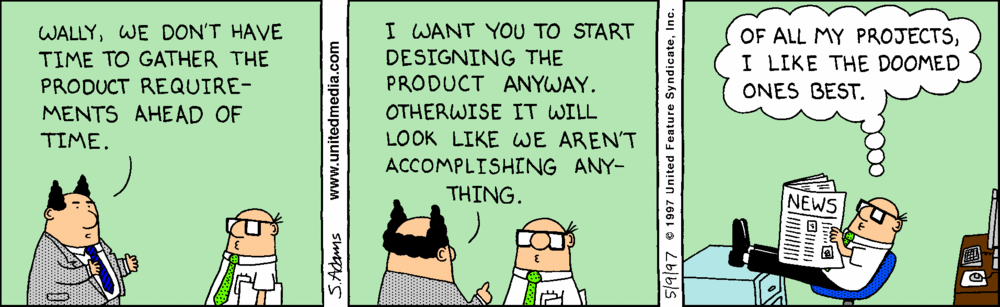 WALLY, WE DON'T HAVE
TIME TO GATHER THE
PRODUCT REQUIRE-
MENTS AHEAD OF
TIME.
S. Adams
www.unitedmedia.com
I WANT YOU TO START
DESIGNING THE
PRODUCT ANYWAY.
OTHERWISE IT WILL
LOOK LIKE WE AREN'T
ACCOMPLISHING ANY-
THING.
5/9/97 © 1997 United Feature Syndicate, Inc.
OF ALL MY PROJECTS,
I LIKE THE DOOMED
ONES BEST.
NEWS